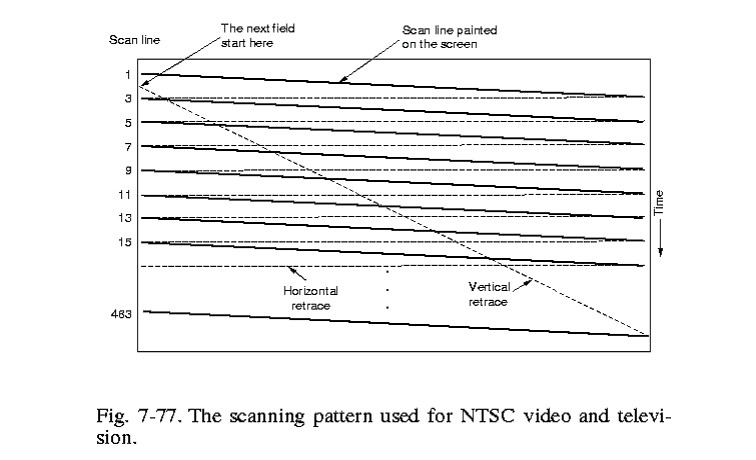 The next field
start here
Scan line painted
on the screen
Scan line
1
3
5
7
9
11
13
15
483
Time
Horizontal
retrace
Vertical
retrace
Fig. 7-77. The scanning pattern used for NTSC video and televi-
sion.